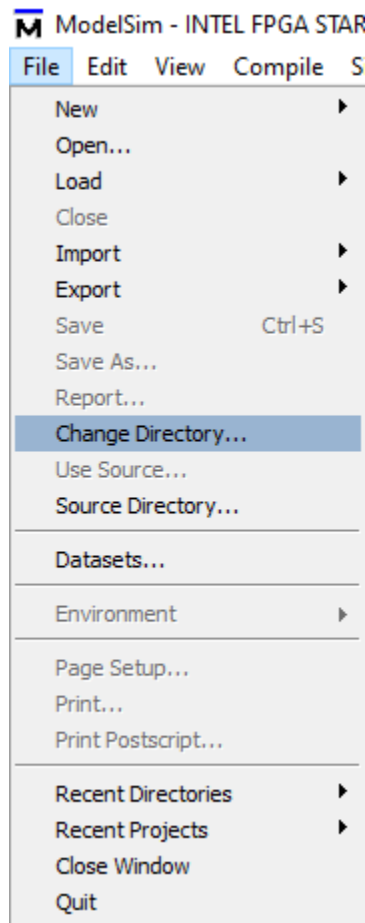 ModelSim - INTEL FPGA STAR
File Edit View Compile S
New
Open...
Load
Close
Import
Export
Save Ctrl+S
Save As...
Report...
Change Directory...
Use Source...
Source Directory...
Datasets...
Environment
Page Setup...
Print...
Print Postscript...
Recent Directories
Recent Projects
Close Window
Quit